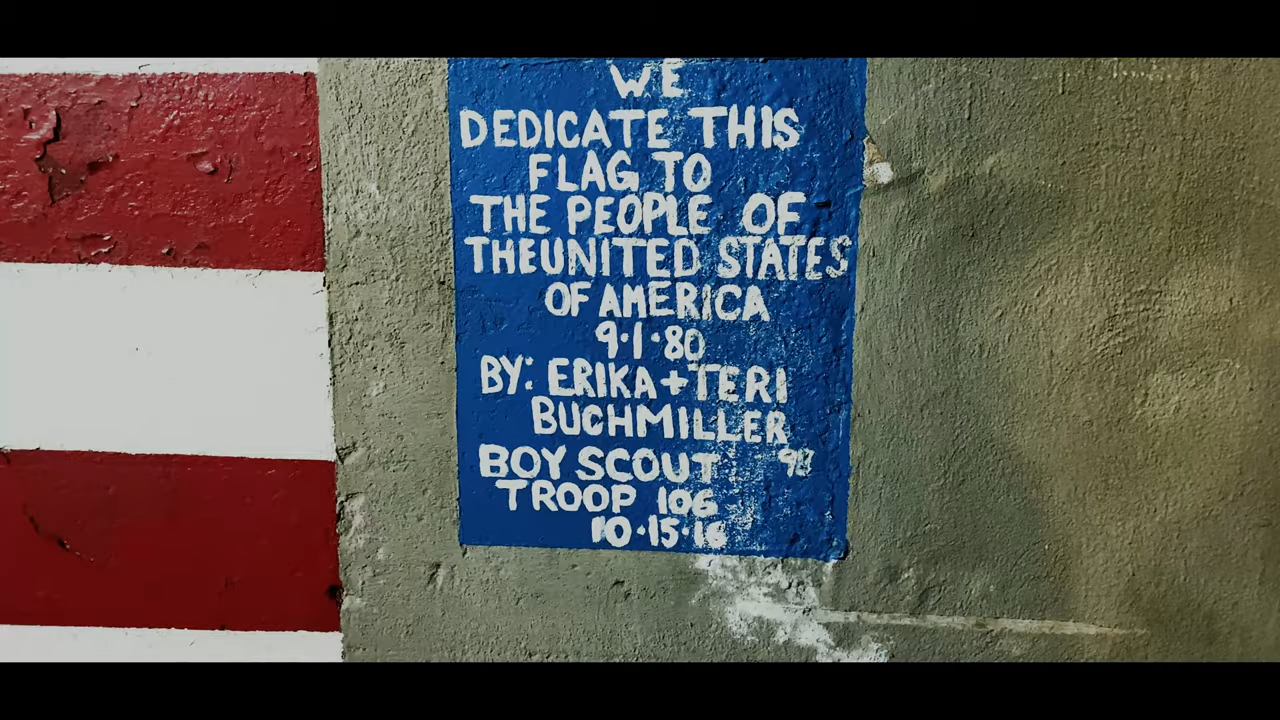 WE
DEDICATE THIS
FLAG TO
THE PEOPLE OF
THEUNITED STATES
OF AMERICA
9·1·80
BY: ERIKA+TERI
BUCHMILLER
BOY SCOUT
TROOP 106
10·15·16